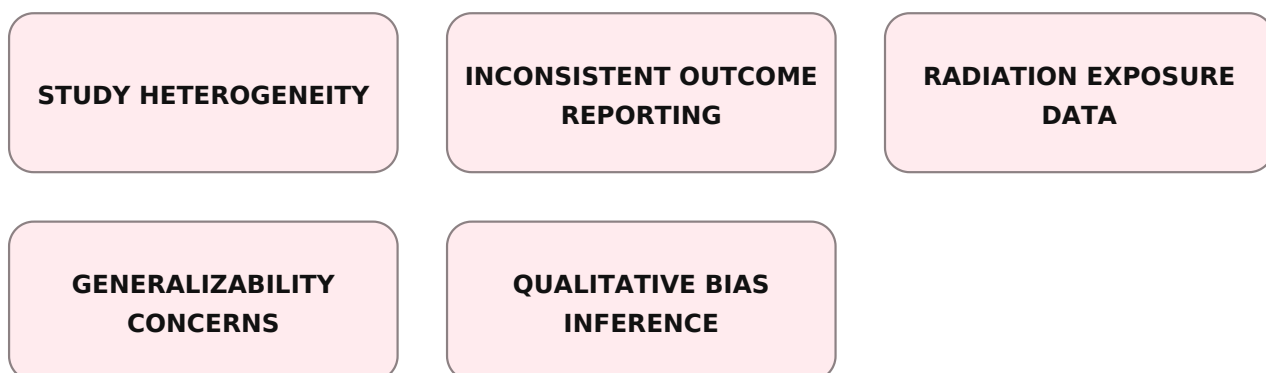 STUDY HETEROGENEITY
INCONSISTENT OUTCOME
REPORTING
RADIATION EXPOSURE
DATA
GENERALIZABILITY
CONCERNS
QUALITATIVE BIAS
INFERENCE